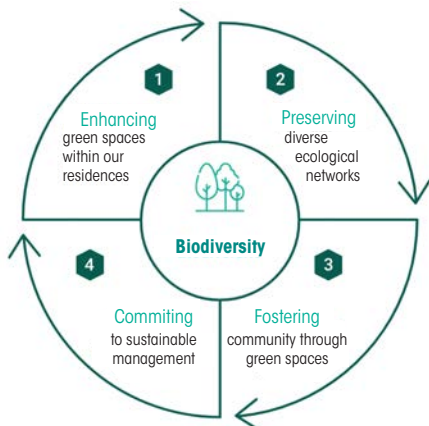 1
Enhancing
green spaces
within our
residences
2
Preserving
diverse
ecological
networks
Biodiversity
3
Fostering
community through
green spaces
4
Commiting
to sustainable
management